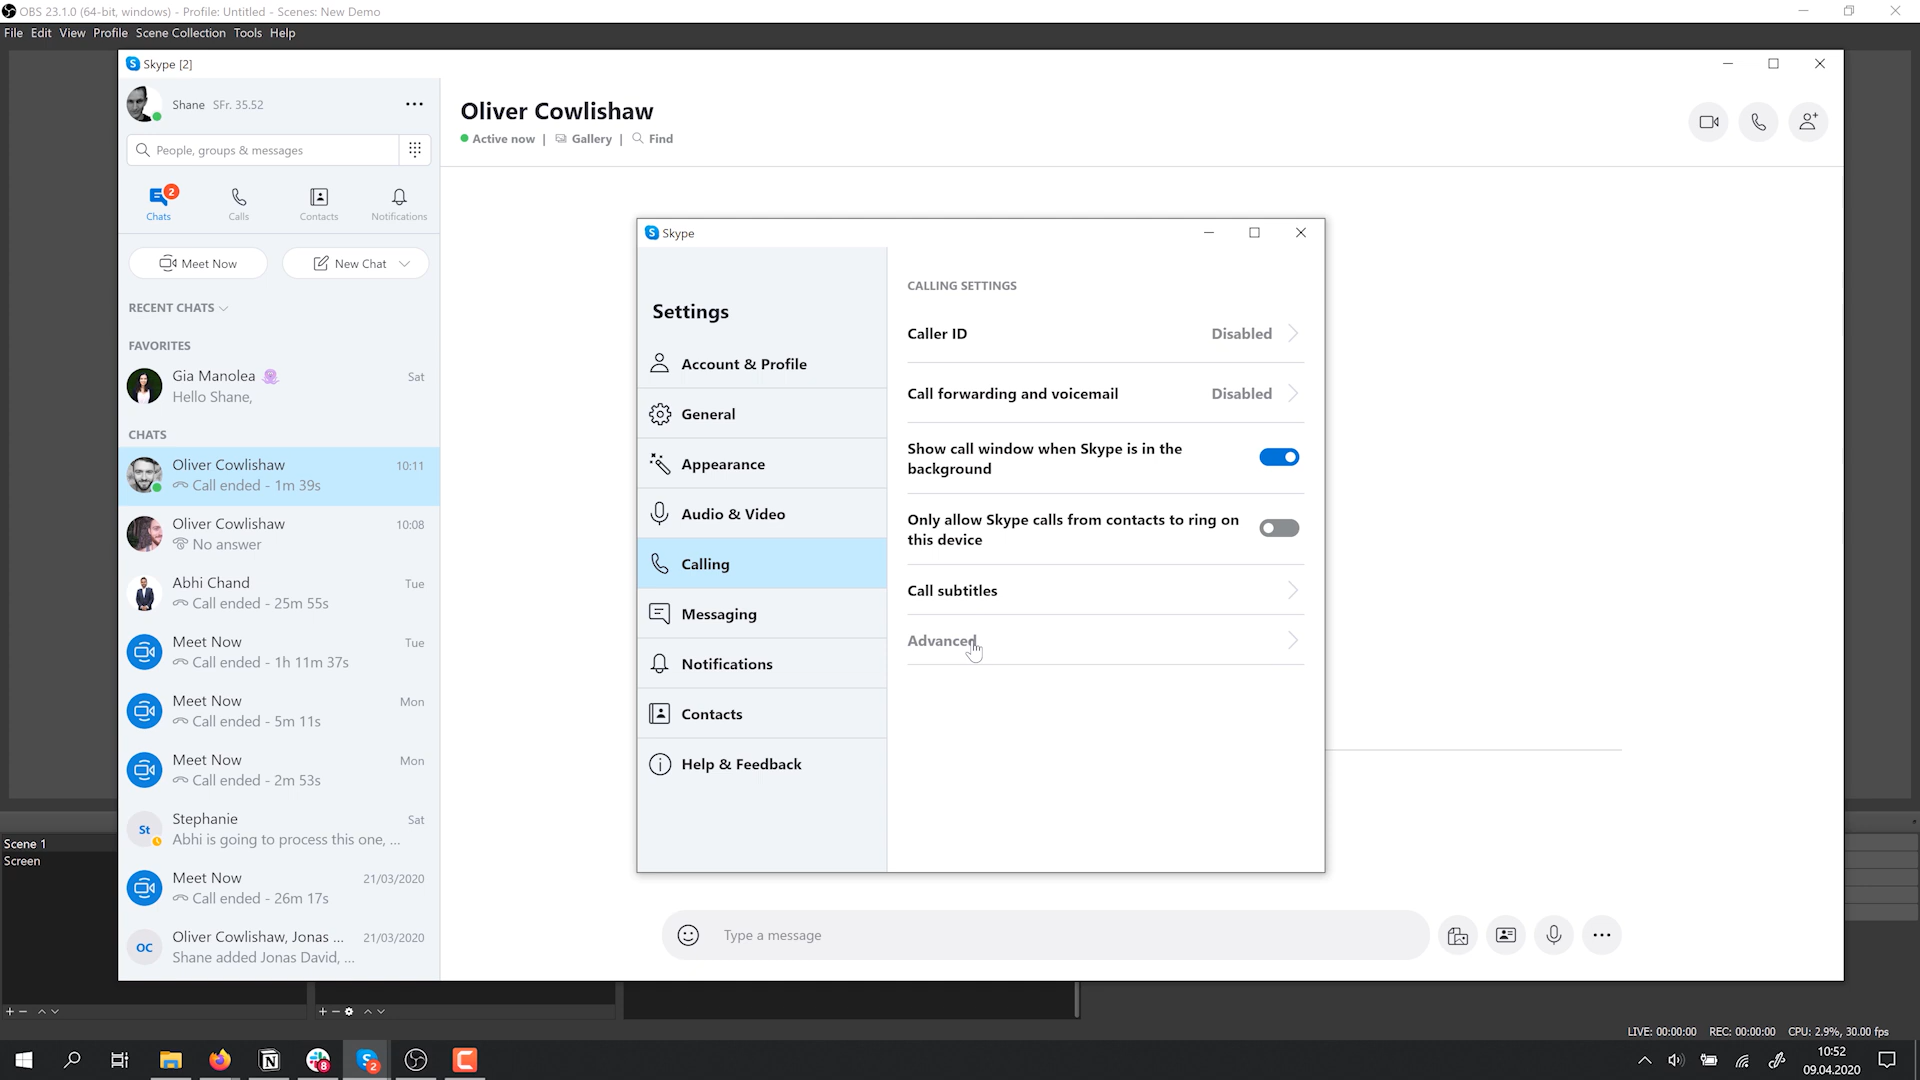 OBS 23.1.0 (64-bit, windows) - Profile: Untitled - Scenes: New Demo
File Edit View Profile Scene Collection Tools Help
Skype [2]
Shane SFr. 35.52
People, groups & messages
2
Chats Calls Contacts Notifications
Meet Now New Chat
RECENT CHATS
FAVORITES
Gia Manolea Sat
Hello Shane,
CHATS
Oliver Cowlishaw 10:11
Call ended - 1m 39s
Oliver Cowlishaw 10:08
No answer
Abhi Chand Tue
Call ended - 25m 55s
Meet Now Tue
Call ended - 1h 11m 37s
Meet Now Mon
Call ended - 5m 11s
Meet Now Mon
Call ended - 2m 53s
St Stephanie Sat
Abhi is going to process this one, ...
Meet Now 21/03/2020
Call ended - 26m 17s
OC Oliver Cowlishaw, Jonas ... 21/03/2020
Shane added Jonas David, ...
Oliver Cowlishaw
Active now | Gallery | Find
Skype
Settings
Account & Profile
General
Appearance
Audio & Video
Calling
Messaging
Notifications
Contacts
Help & Feedback
CALLING SETTINGS
Caller ID Disabled
Call forwarding and voicemail Disabled
Show call window when Skype is in the
background
Only allow Skype calls from contacts to ring on
this device
Call subtitles
Advanced
Type a message
Scene 1
Screen
LIVE: 00:00:00 REC: 00:00:00 CPU: 2.9%, 30.00 fps
8
2
10:52
09.04.2020